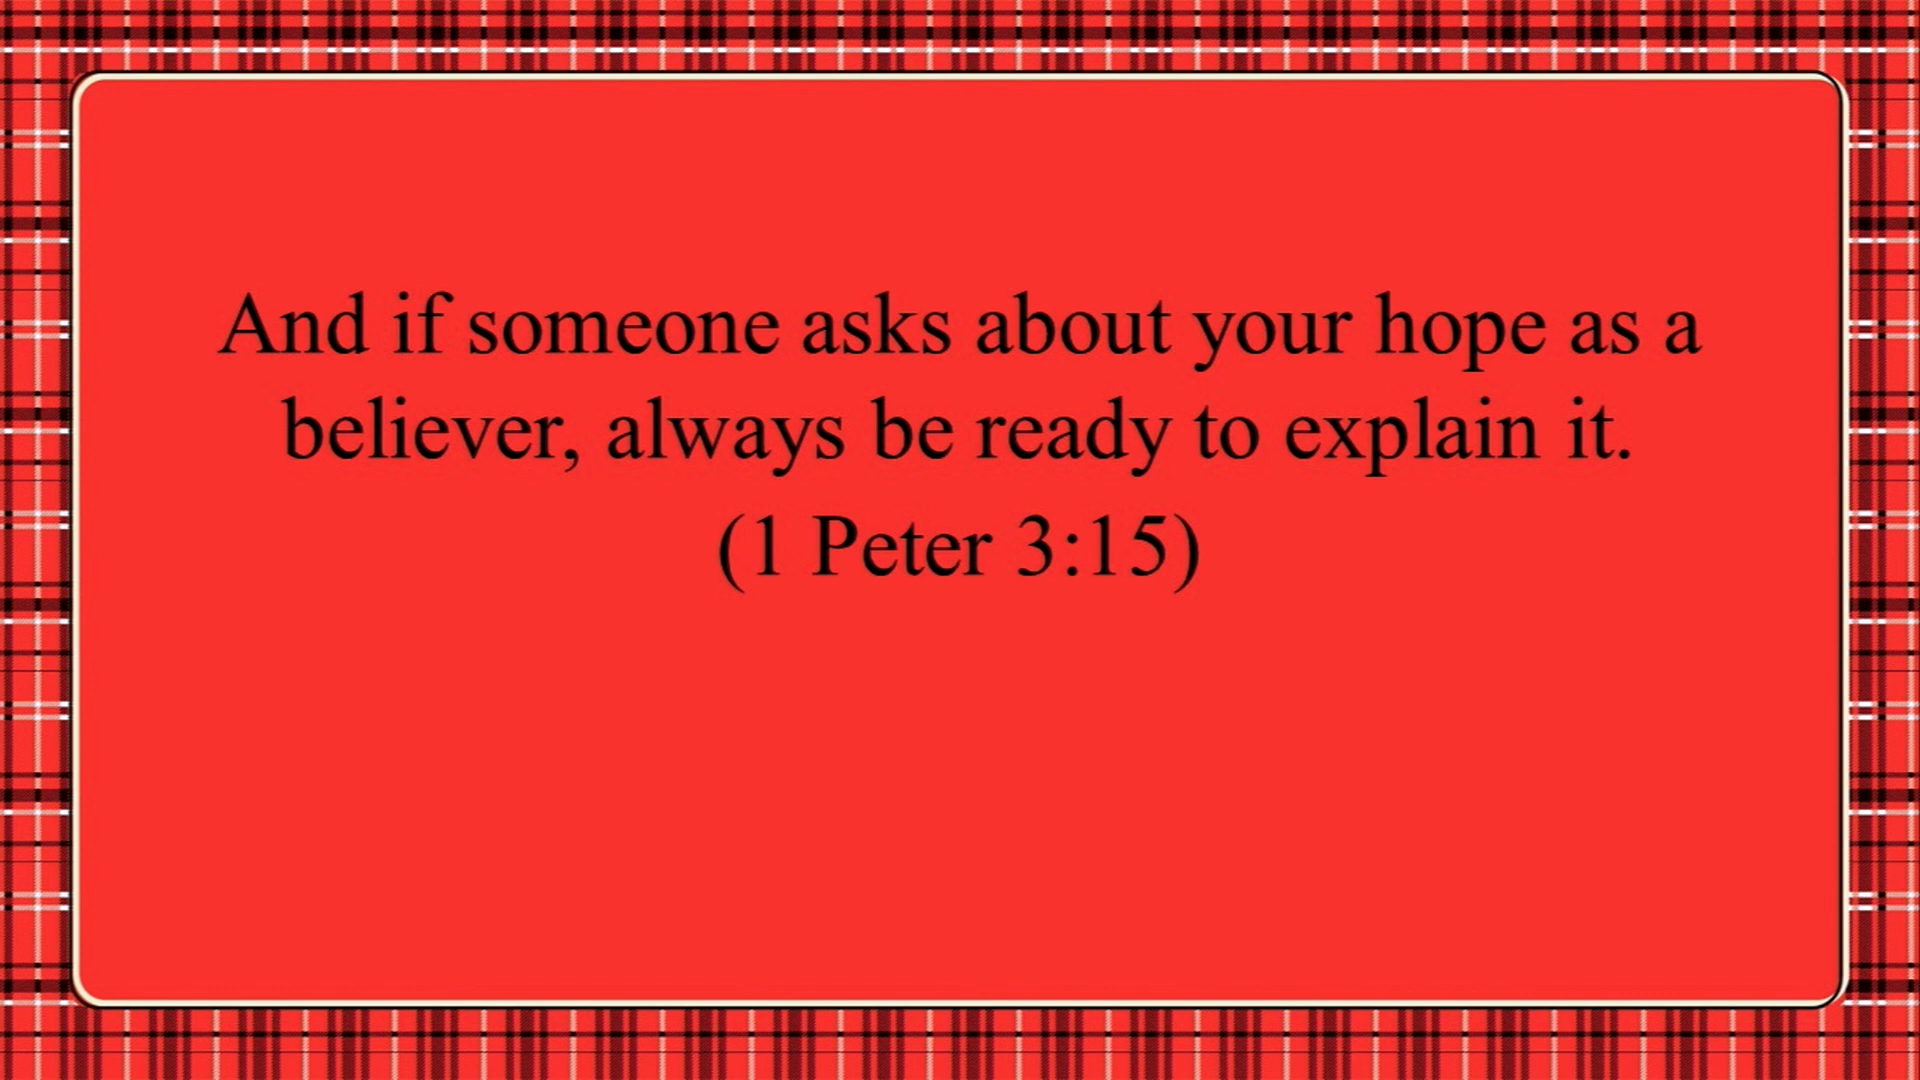 And if someone asks about your hope as a
believer, always be ready to explain it.
(1 Peter 3:15)